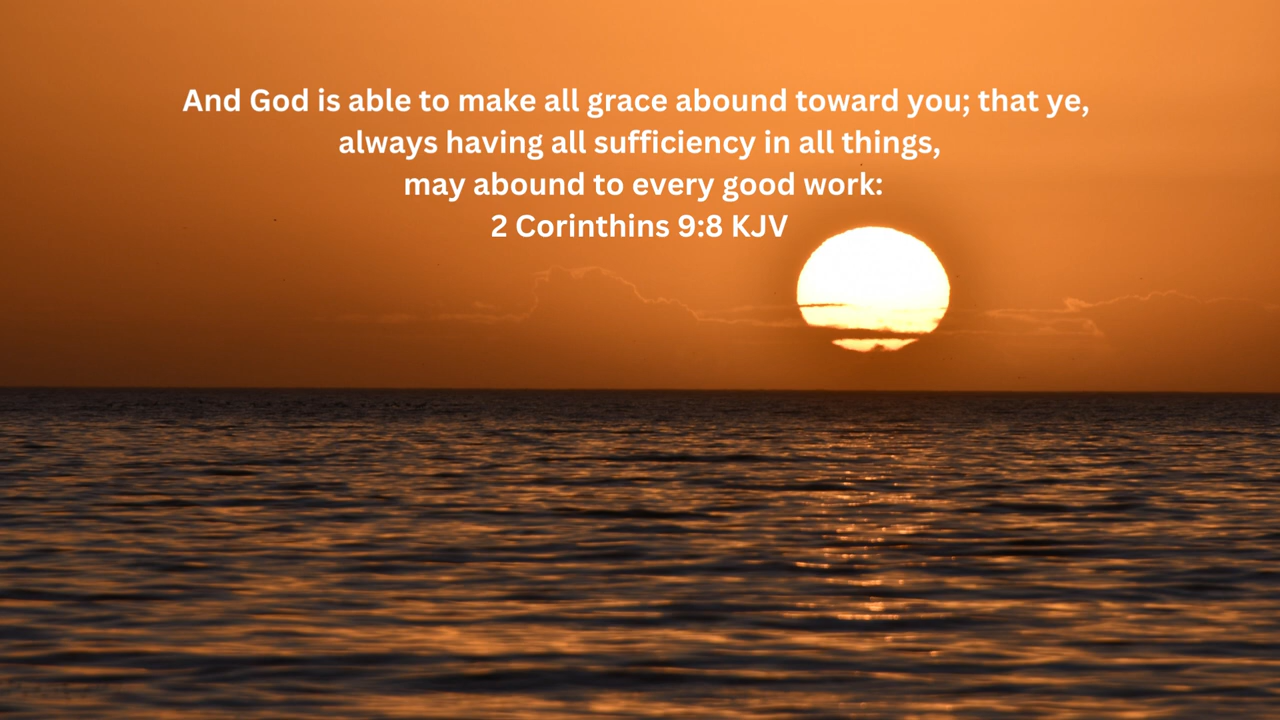 And God is able to make all grace abound toward you; that ye,
always having all sufficiency in all things,
may abound to every good work:
2 Corinthins 9:8 KJV